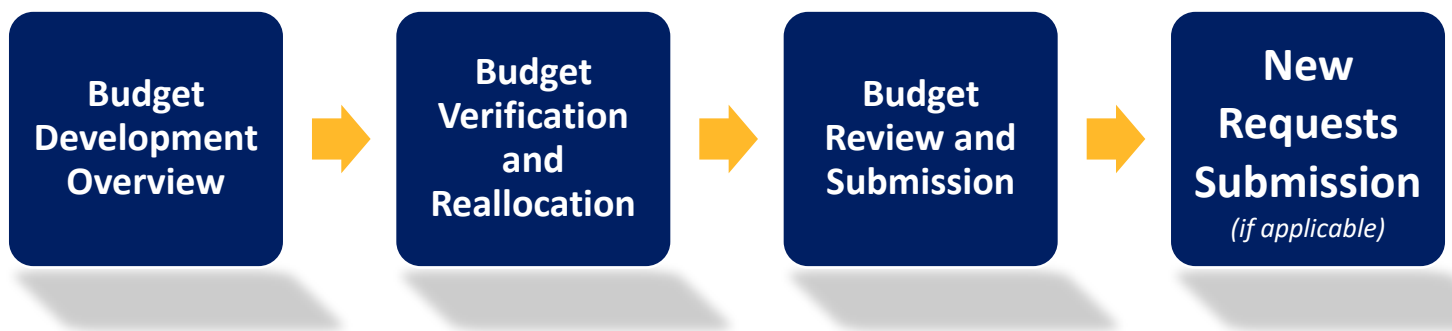 Budget
Development
Overview
Budget
Verification
and
Reallocation
Budget
Review and
Submission
New
Requests
Submission
(if applicable)